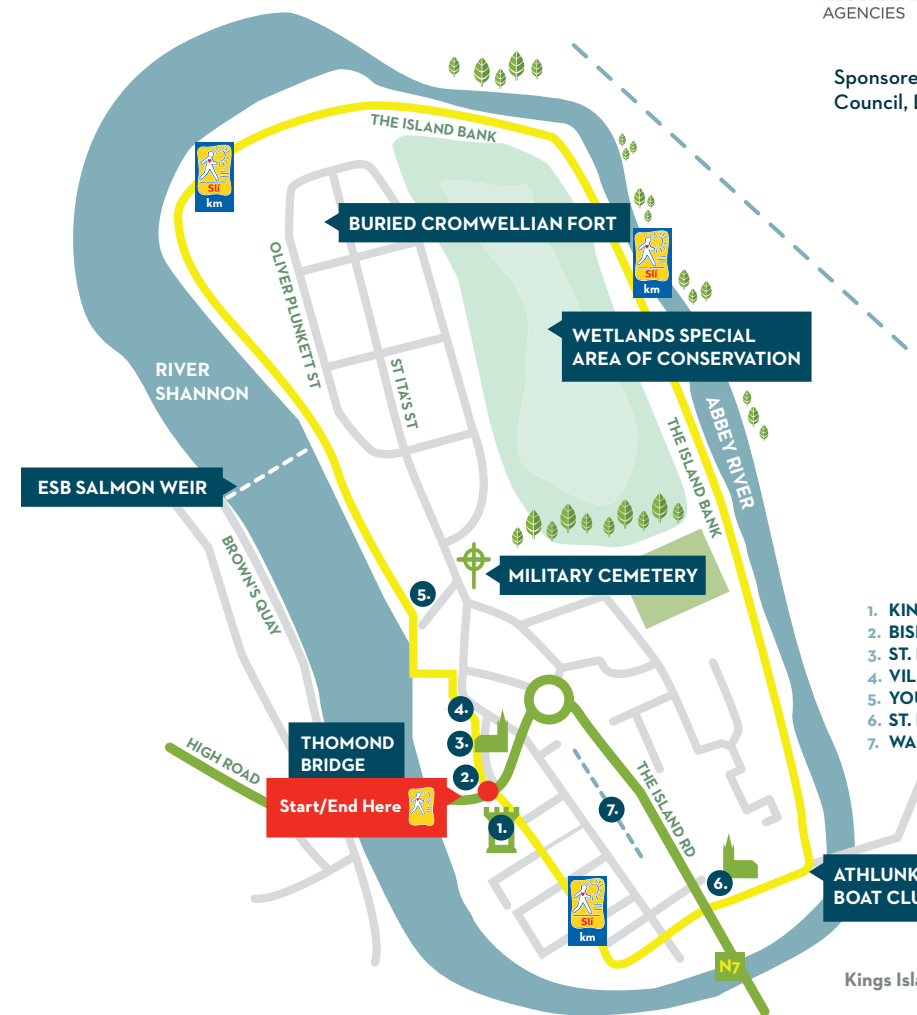 AGENCIES
Sponsore
Council, 
THE ISLAND BANK
Slí
km
BURIED CROMWELLIAN FORT
Slí
km
OLIVER PLUNKETT ST
WETLANDS SPECIAL
AREA OF CONSERVATION
RIVER
SHANNON
ST ITA'S ST
ABBEY RIVER
THE ISLAND BANK
ESB SALMON WEIR
BROWN'S QUAY
MILITARY CEMETERY
5.
1. KIN
2. BIS
3. ST.
4. VIL
5. YOU
6. ST.
7. WA
4.
THOMOND
BRIDGE
3.
HIGH ROAD
2.
Start/End Here
THE ISLAND RD
7.
1.
6.
ATHLUNK
BOAT CLU
Slí
km
N7
Kings Isla